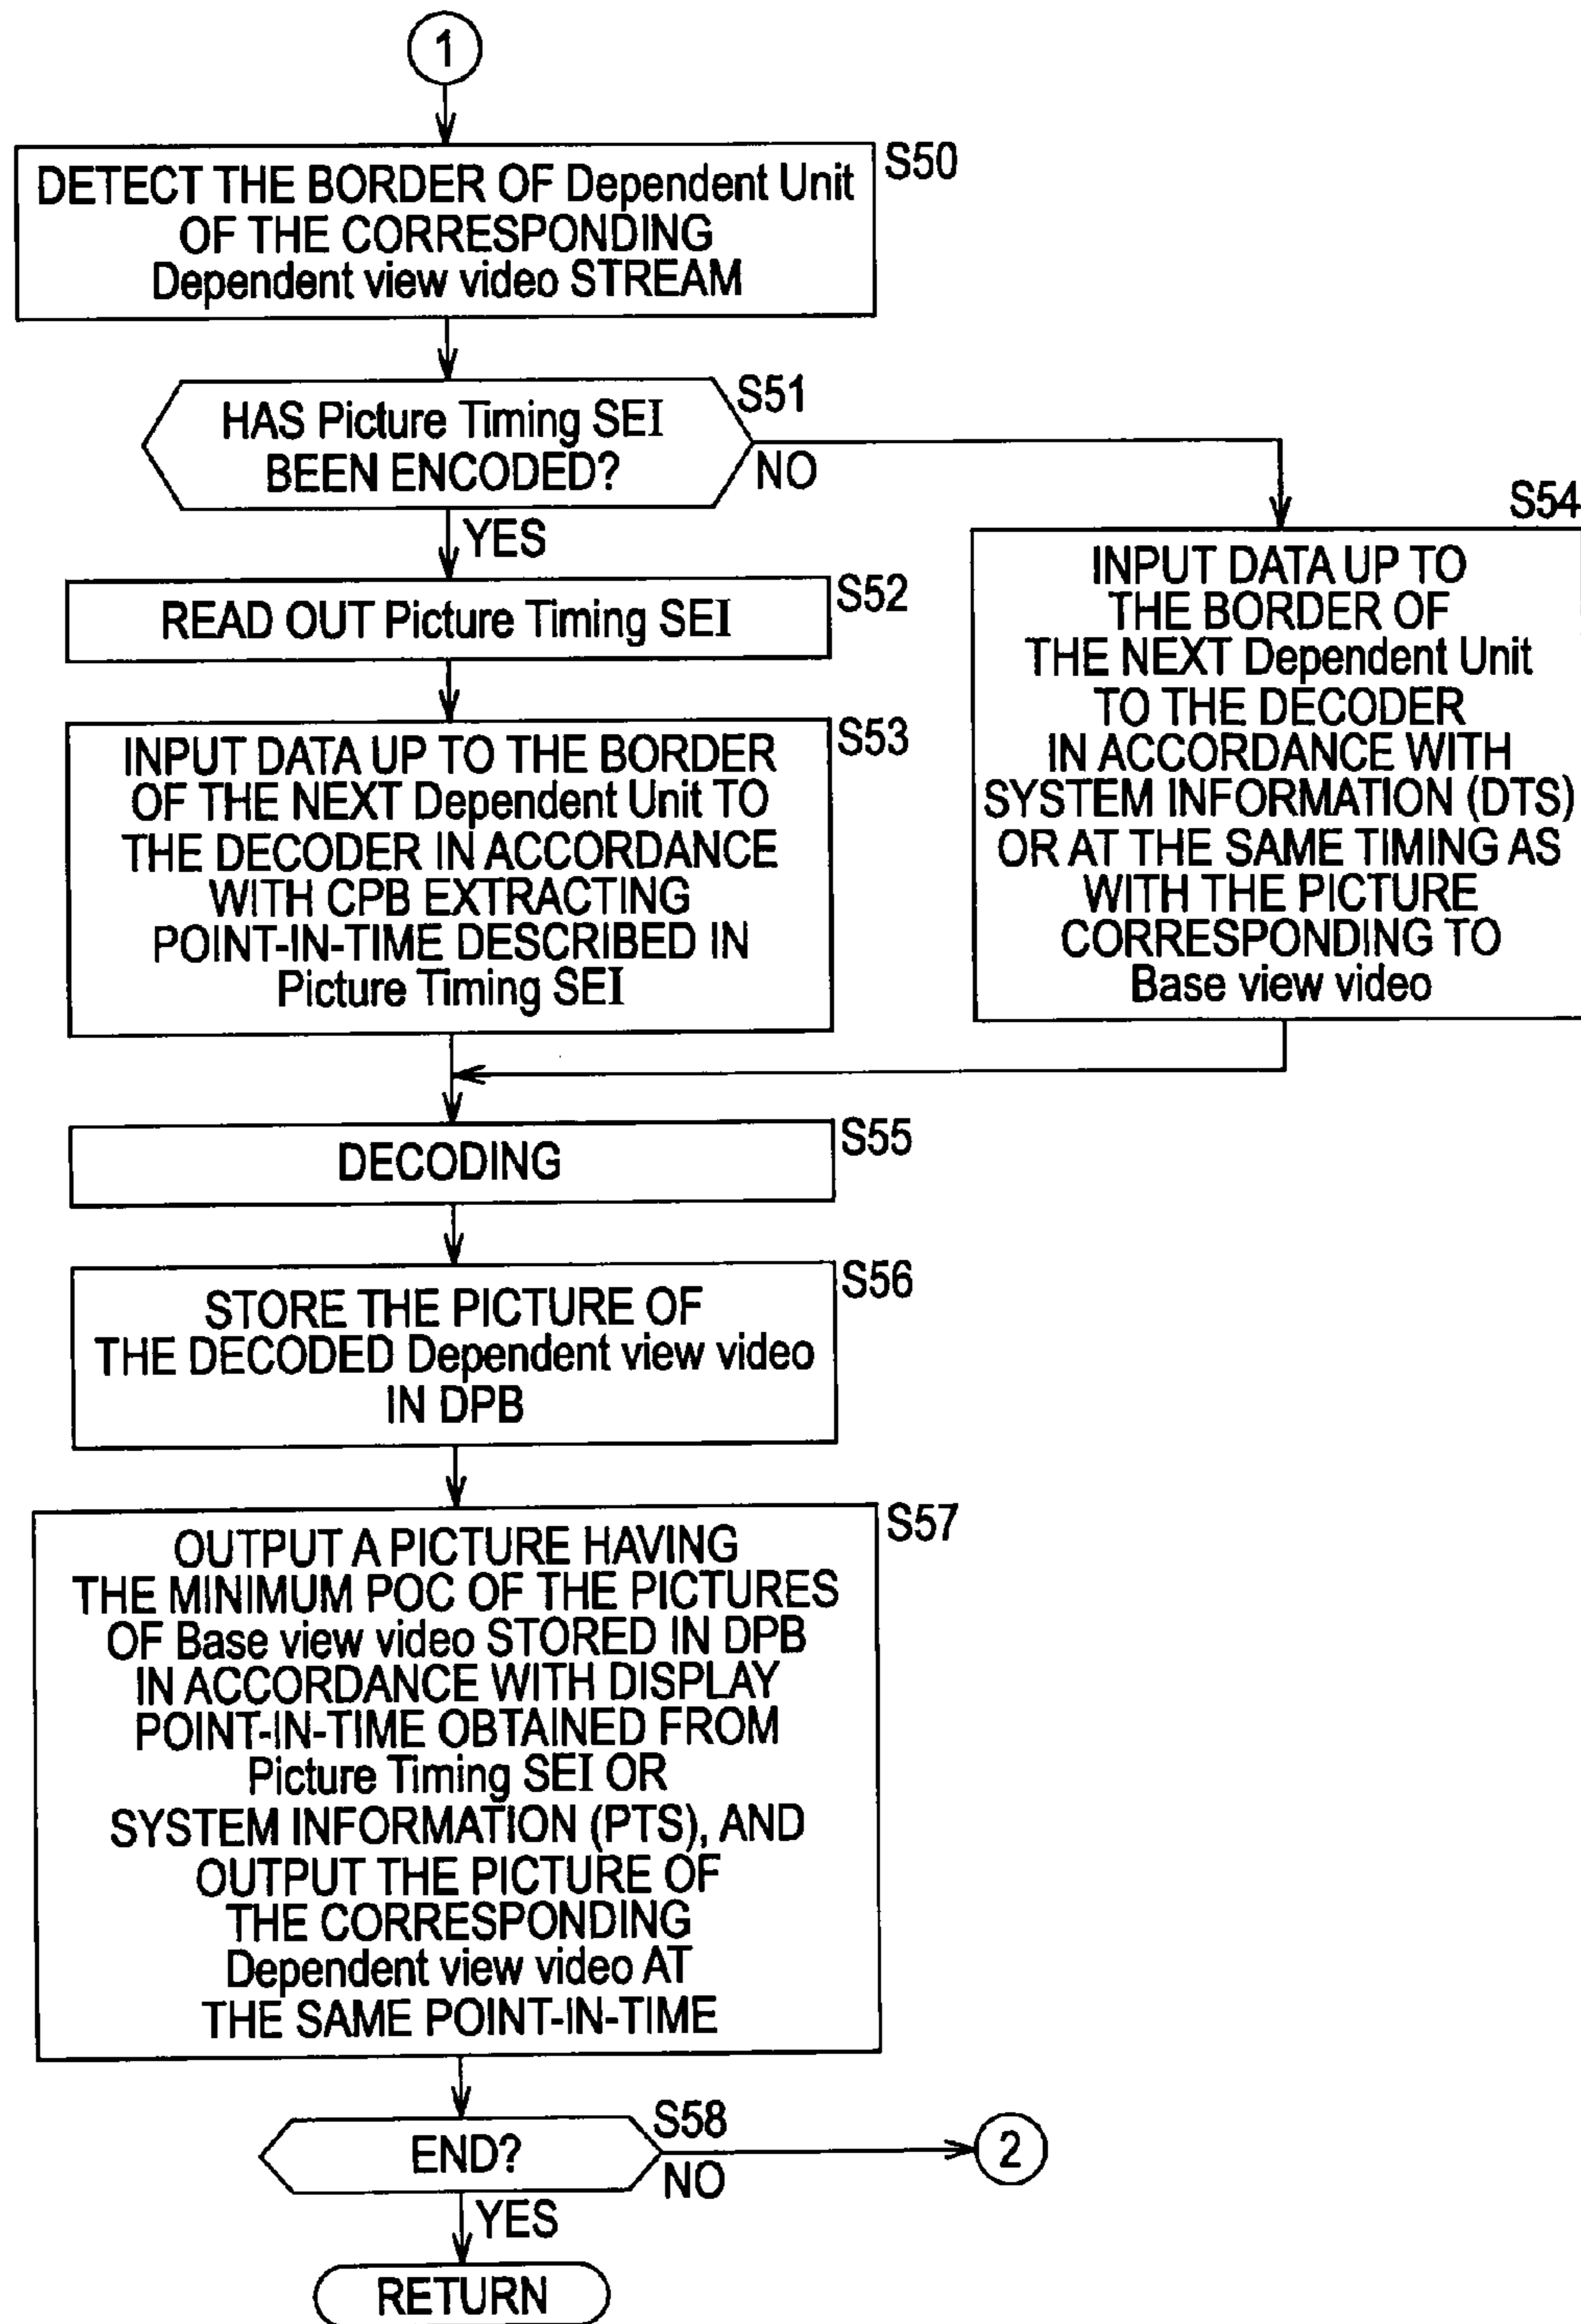 1
DETECT THE BORDER OF Dependent Unit
OF THE CORRESPONDING
Dependent view video STREAM
S50
HAS Picture Timing SEI
BEEN ENCODED?
S51
NO
YES
READ OUT Picture Timing SEI
S52
INPUT DATA UP TO THE BORDER
OF THE NEXT Dependent Unit TO
THE DECODER IN ACCORDANCE
WITH CPB EXTRACTING
POINT-IN-TIME DESCRIBED IN
Picture Timing SEI
S53
S54
INPUT DATA UP TO
THE BORDER OF
THE NEXT Dependent Unit
TO THE DECODER
IN ACCORDANCE WITH
SYSTEM INFORMATION (DTS)
OR AT THE SAME TIMING AS
WITH THE PICTURE
CORRESPONDING TO
Base view video
DECODING
S55
STORE THE PICTURE OF
THE DECODED Dependent view video
IN DPB
S56
OUTPUT A PICTURE HAVING
THE MINIMUM POC OF THE PICTURES
OF Base view video STORED IN DPB
IN ACCORDANCE WITH DISPLAY
POINT-IN-TIME OBTAINED FROM
Picture Timing SEI OR
SYSTEM INFORMATION (PTS), AND
OUTPUT THE PICTURE OF
THE CORRESPONDING
Dependent view video AT
THE SAME POINT-IN-TIME
S57
END?
S58
NO
2
YES
RETURN